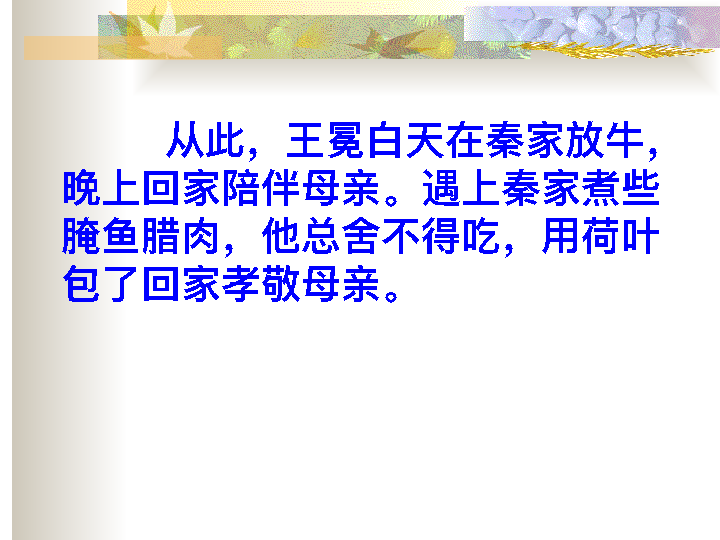 从此，王冕白天在秦家放牛，
晚上回家陪伴母亲。遇上秦家煮些
腌鱼腊肉，他总舍不得吃，用荷叶
包了回家孝敬母亲。